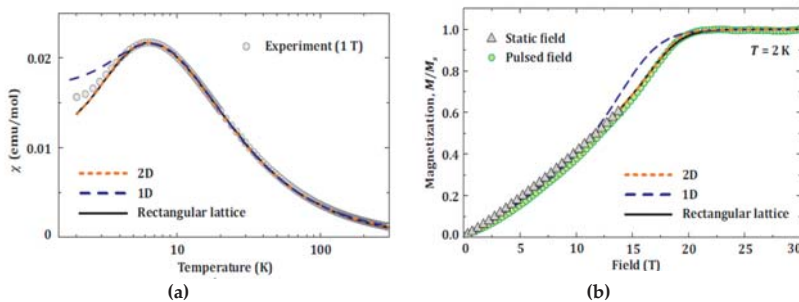 χ (emu/mol)
0.02
0.01
0
Experiment (1 T)
2D
1D
Rectangular lattice
1 10 100
Temperature (K)
(a)
Magnetization, M/Ms
1.0
0.8
0.6
0.4
0.2
0.0
Static field
Pulsed field
T = 2 K
2D
1D
Rectangular lattice
0 5 10 15 20 25 30
Field (T)
(b)